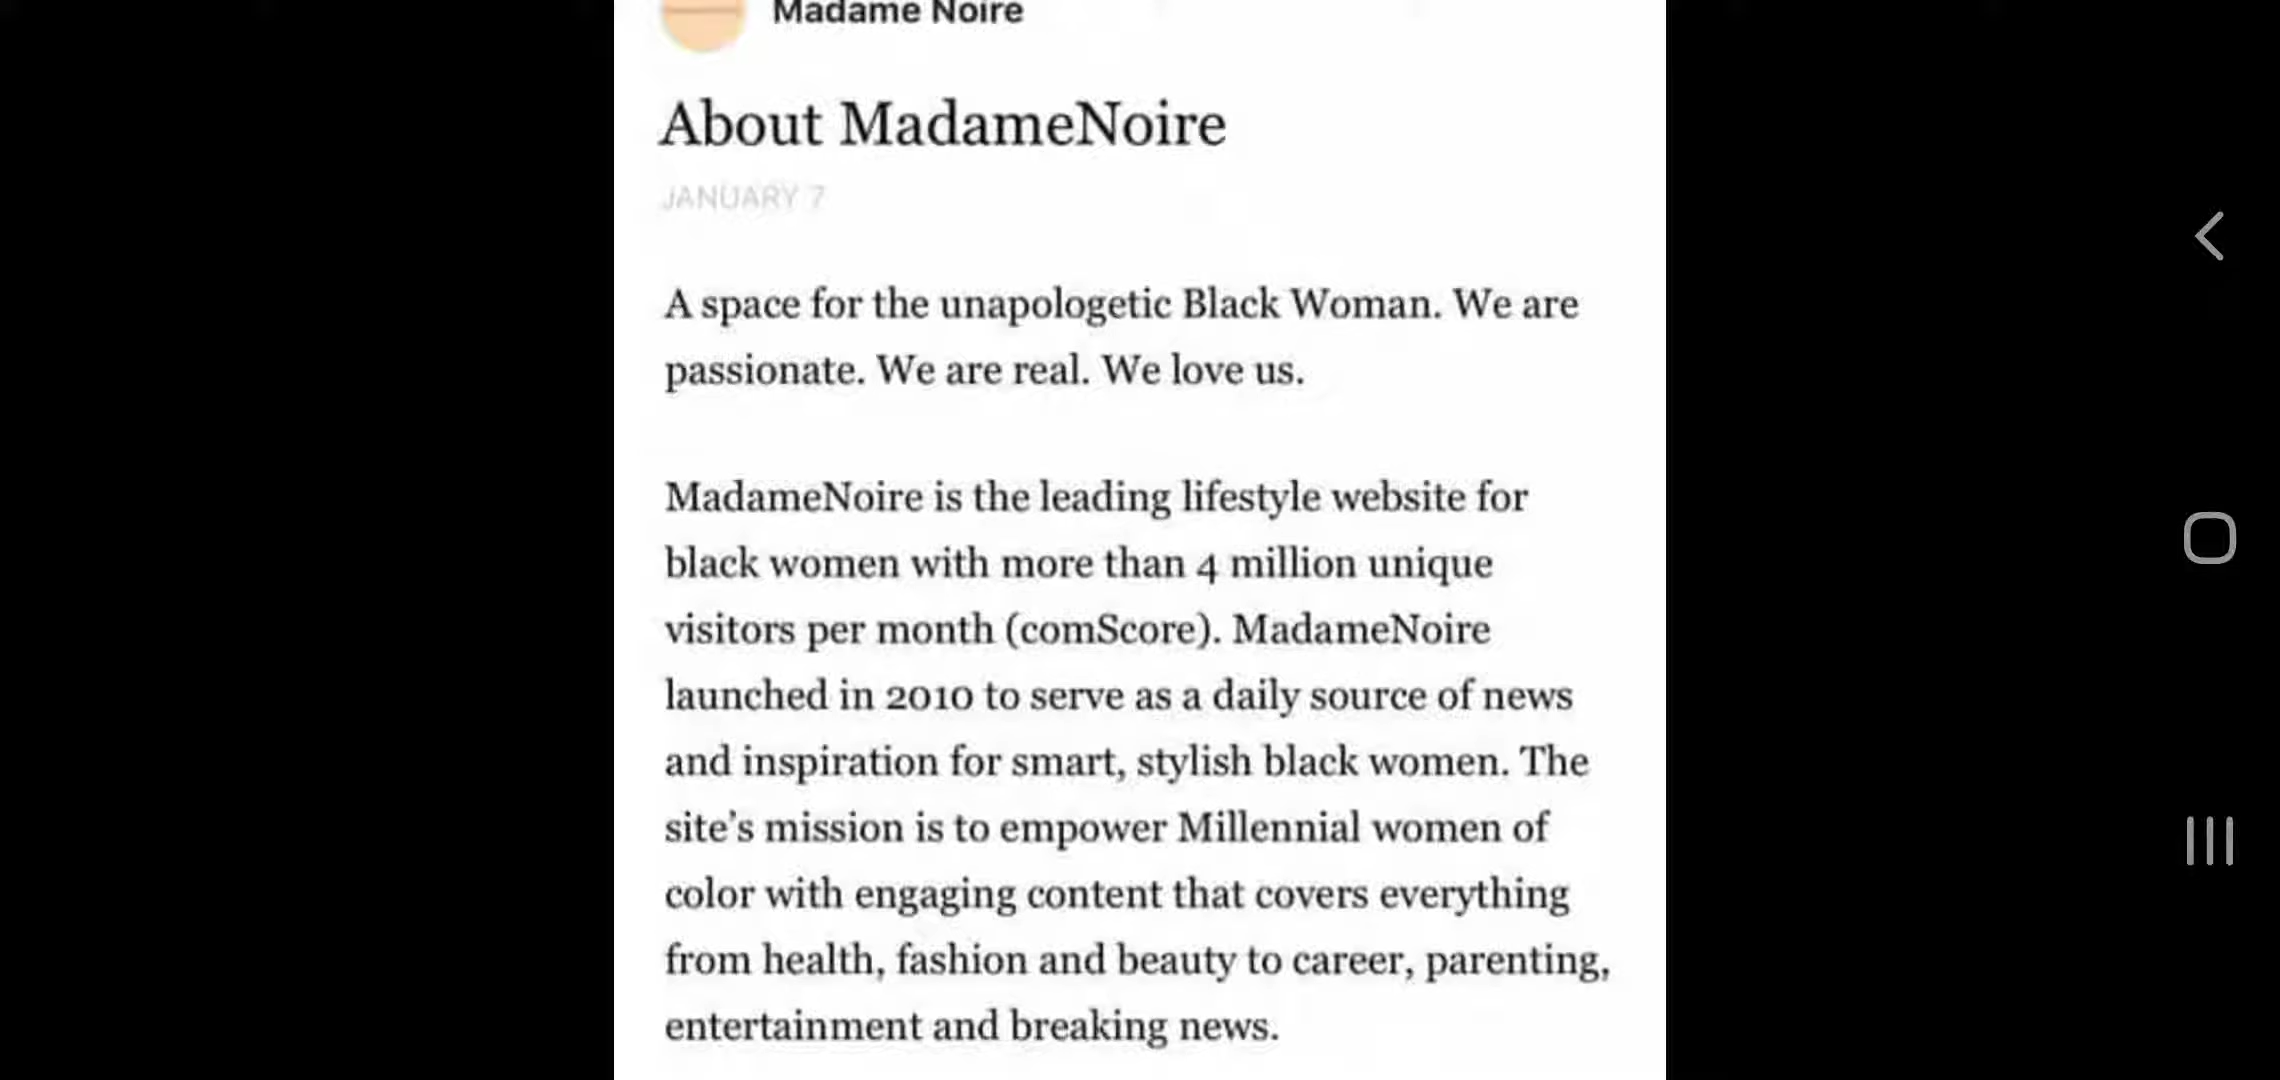 Madame Noire
About MadameNoire
JANUARY 7
A space for the unapologetic Black Woman. We are
passionate. We are real. We love us.
MadameNoire is the leading lifestyle website for
black women with more than 4 million unique
visitors per month (comScore). MadameNoire
launched in 2010 to serve as a daily source of news
and inspiration for smart, stylish black women. The
site's mission is to empower Millennial women of
color with engaging content that covers everything
from health, fashion and beauty to career, parenting,
entertainment and breaking news.